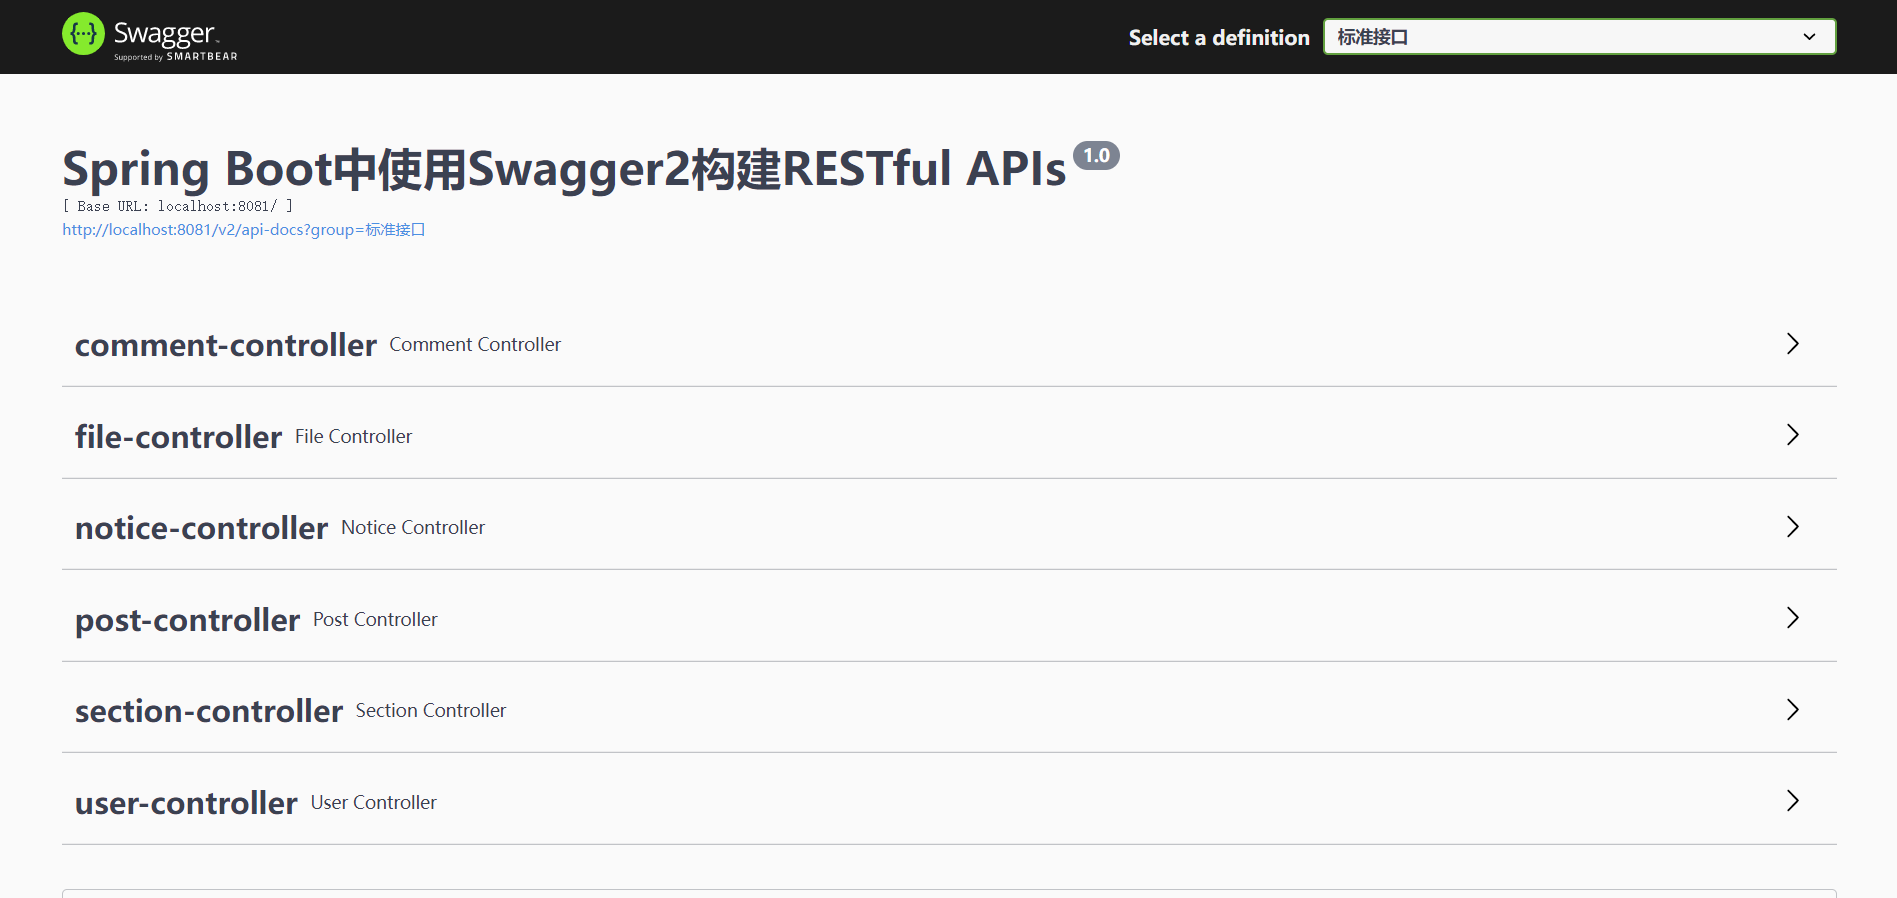 Swagger™
Supported by SMARTBEAR
Select a definition
标准接口
Spring Boot中使用Swagger2构建RESTful APIs 1.0
[ Base URL: localhost:8081/ ]
http://localhost:8081/v2/api-docs?group=标准接口
comment-controller Comment Controller
file-controller File Controller
notice-controller Notice Controller
post-controller Post Controller
section-controller Section Controller
user-controller User Controller